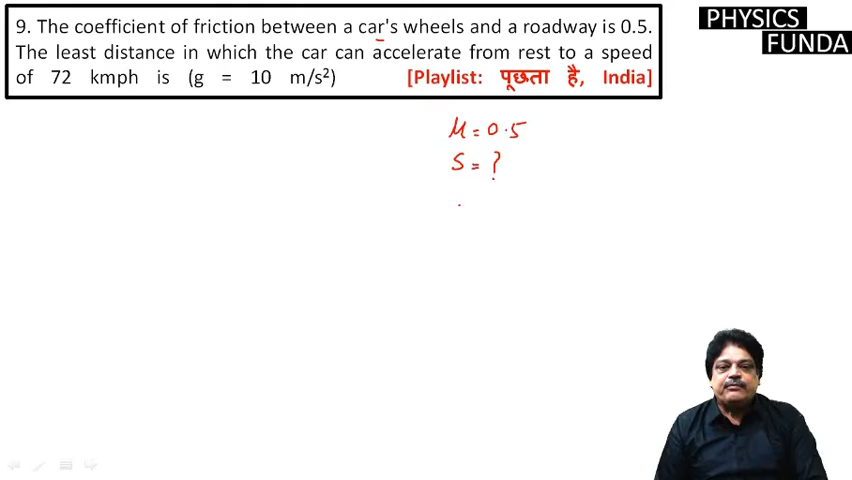 9. The coefficient of friction between a car's wheels and a roadway is 0.5.
The least distance in which the car can accelerate from rest to a speed
of 72 kmph is (g = 10 m/s²) [Playlist: पूछता है, India]
PHYSICS
FUNDA
μ = 0.5
S = ?